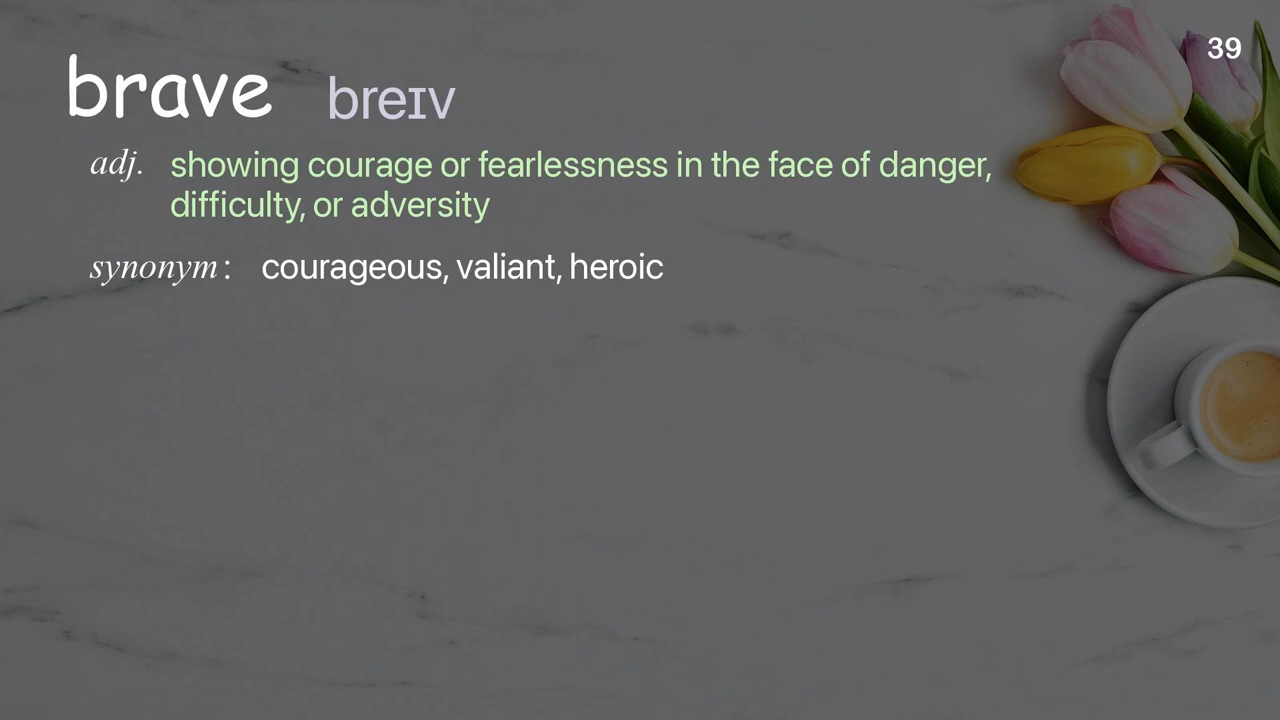 39
brave breɪv
adj. showing courage or fearlessness in the face of danger,
difficulty, or adversity
synonym: courageous, valiant, heroic